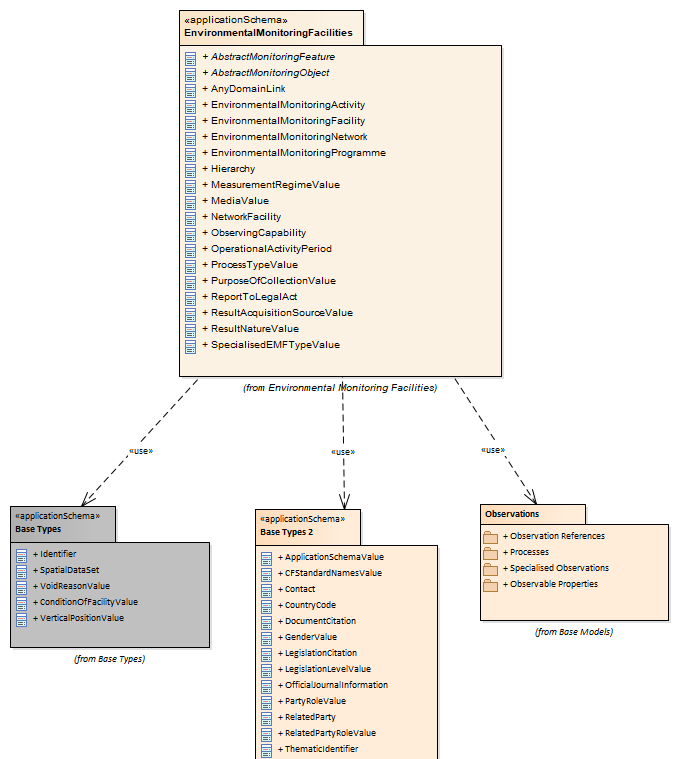 «applicationSchema»
EnvironmentalMonitoringFacilities
+ AbstractMonitoringFeature
+ AbstractMonitoringObject
+ AnyDomainLink
+ EnvironmentalMonitoringActivity
+ EnvironmentalMonitoringFacility
+ EnvironmentalMonitoringNetwork
+ EnvironmentalMonitoringProgramme
+ Hierarchy
+ MeasurementRegimeValue
+ MediaValue
+ NetworkFacility
+ ObservingCapability
+ OperationalActivityPeriod
+ ProcessTypeValue
+ PurposeOfCollectionValue
+ ReportToLegalAct
+ ResultAcquisitionSourceValue
+ ResultNatureValue
+ SpecialisedEMFTypeValue
(from Environmental Monitoring Facilities)
«use»
«use»
«use»
«applicationSchema»
Base Types
+ Identifier
+ SpatialDataSet
+ VoidReasonValue
+ ConditionOfFacilityValue
+ VerticalPositionValue
(from Base Types)
«applicationSchema»
Base Types 2
+ ApplicationSchemaValue
+ CFStandardNamesValue
+ Contact
+ CountryCode
+ DocumentCitation
+ GenderValue
+ LegislationCitation
+ LegislationLevelValue
+ OfficialJournalInformation
+ PartyRoleValue
+ RelatedParty
+ RelatedPartyRoleValue
+ ThematicIdentifier
Observations
+ Observation References
+ Processes
+ Specialised Observations
+ Observable Properties
(from Base Models)